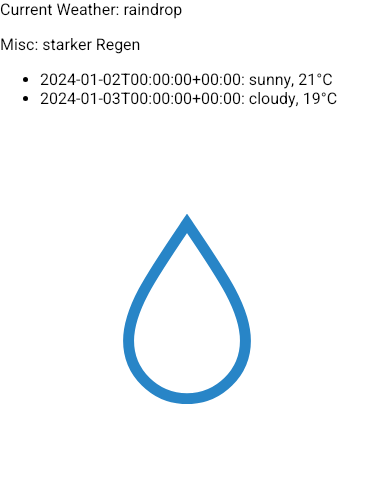 Current Weather: raindrop
Misc: starker Regen
• 2024-01-02T00:00:00+00:00: sunny, 21°C
• 2024-01-03T00:00:00+00:00: cloudy, 19°C